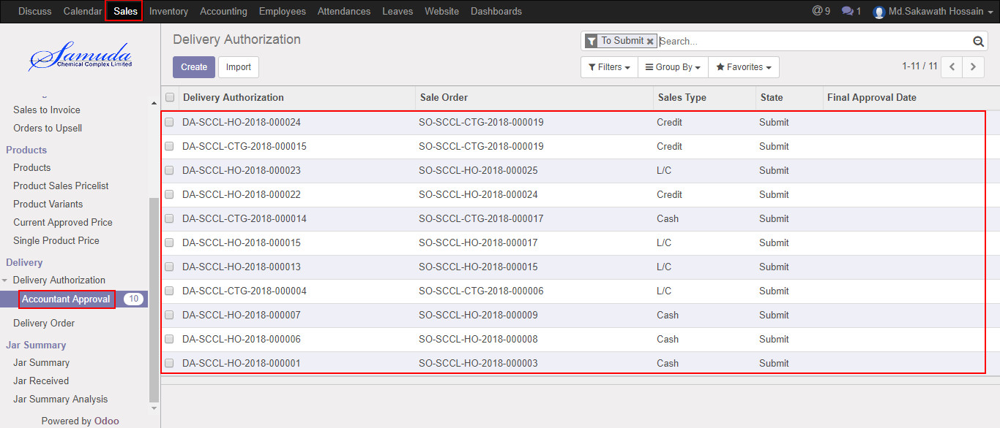 Discuss Calendar Sales Inventory Accounting Employees Attendances Leaves Website Dashboards @ 9 1 Md.Sakawath Hossain
Samuda
Chemical Complex Limited
Sales to Invoice
Orders to Upsell
Products
Products
Product Sales Pricelist
Product Variants
Current Approved Price
Single Product Price
Delivery
Delivery Authorization
Accountant Approval 10
Delivery Order
Jar Summary
Jar Summary
Jar Received
Jar Summary Analysis
Powered by Odoo
Delivery Authorization
To Submit Search...
Create Import
Filters Group By Favorites 1-11 / 11
Delivery Authorization Sale Order Sales Type State Final Approval Date
DA-SCCL-HO-2018-000024 SO-SCCL-CTG-2018-000019 Credit Submit
DA-SCCL-CTG-2018-000015 SO-SCCL-CTG-2018-000019 Credit Submit
DA-SCCL-HO-2018-000023 SO-SCCL-HO-2018-000025 L/C Submit
DA-SCCL-HO-2018-000022 SO-SCCL-HO-2018-000024 Credit Submit
DA-SCCL-CTG-2018-000014 SO-SCCL-CTG-2018-000017 Cash Submit
DA-SCCL-HO-2018-000015 SO-SCCL-HO-2018-000017 L/C Submit
DA-SCCL-HO-2018-000013 SO-SCCL-HO-2018-000015 L/C Submit
DA-SCCL-CTG-2018-000004 SO-SCCL-CTG-2018-000006 L/C Submit
DA-SCCL-HO-2018-000007 SO-SCCL-HO-2018-000009 Cash Submit
DA-SCCL-HO-2018-000006 SO-SCCL-HO-2018-000008 Cash Submit
DA-SCCL-HO-2018-000001 SO-SCCL-HO-2018-000003 Cash Submit